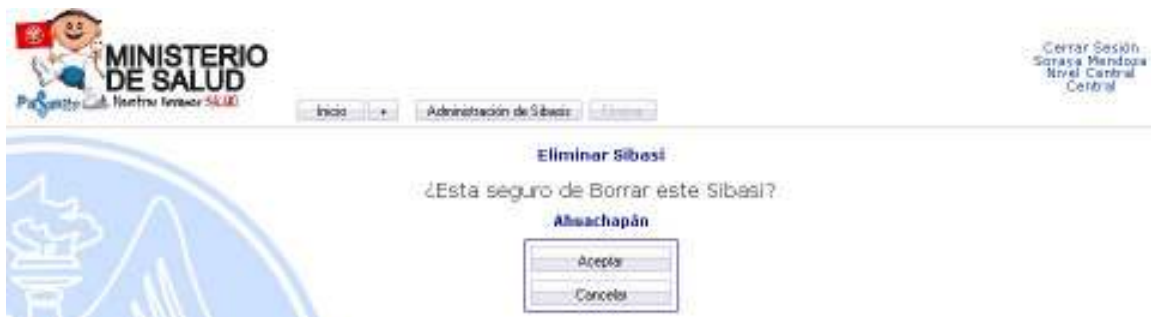 MINISTERIO
DE SALUD
Cerrar Sesión
Soraya Mendoza
Nivel Central
Central
Inicio
+
Administración de Sibasis
Eliminar Sibasi
¿Esta seguro de Borrar este Sibasi?
Ahuachapán
Aceptar
Cancelar